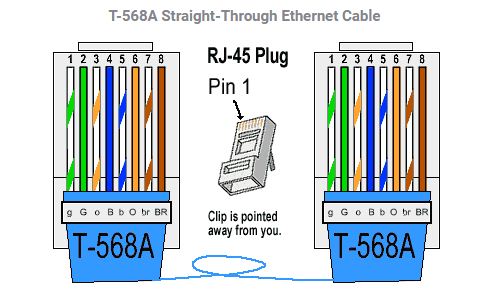 T-568A Straight-Through Ethernet Cable
1 2 3 4 5 6 7 8
RJ-45 Plug
Pin 1
1 2 3 4 5 6 7 8
Clip is pointed
away from you.
g G o B b O br BR
T-568A
g G o B b O br BR
T-568A